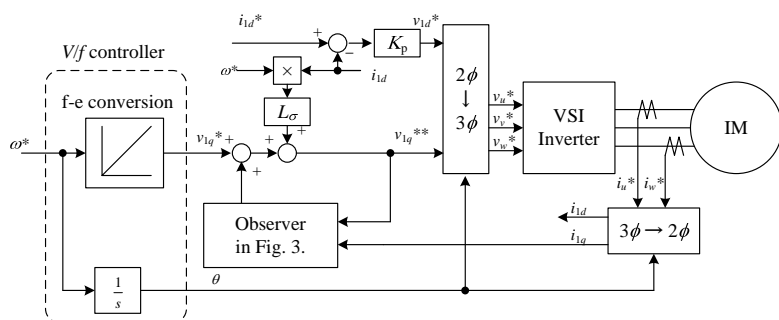 i1d*
v1d*
+
−
Kp
V/f controller
ω*
×
i1d
f-e conversion
Lσ
2ϕ
↓
3ϕ
vu*
vv*
vw*
VSI
Inverter
IM
ω*
v1q*
+
+
+
+
v1q**
iu*
iw*
Observer
in Fig. 3.
i1d
i1q
3ϕ → 2ϕ
1
s
θ